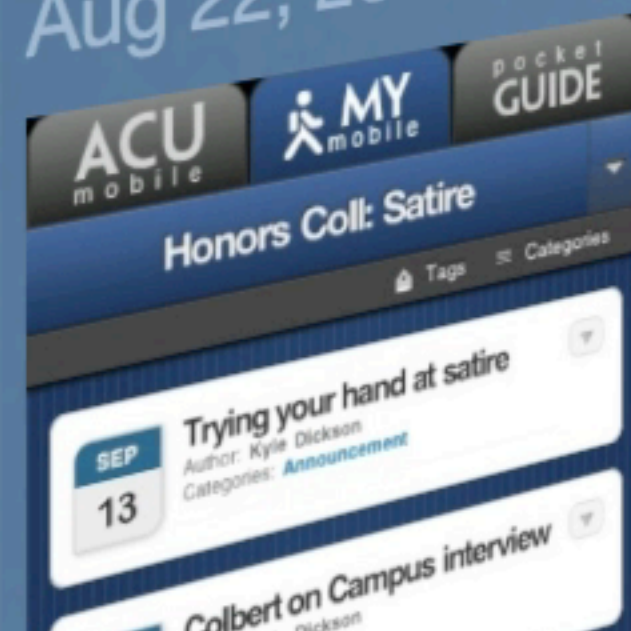 Aug 22,
ACU
mobile
MY
mobile
pocket
GUIDE
Honors Coll: Satire
Tags
Categories
SEP
13
Trying your hand at satire
Author: Kyle Dickson
Categories: Announcement
Colbert on Campus interview
Dickson